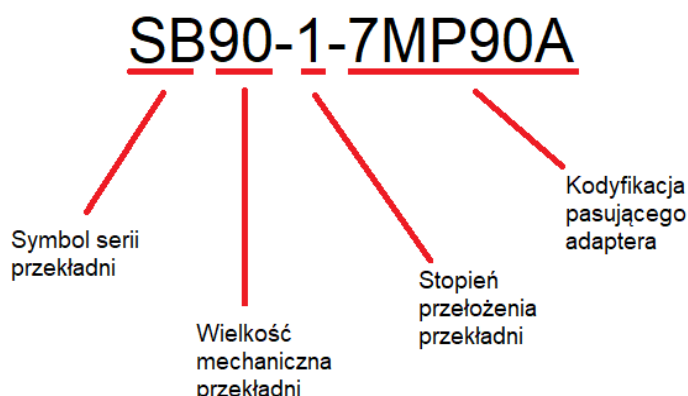 SB90-1-7MP90A
Kodyfikacja
pasującego
adaptera
Symbol serii
przekładni
Stopień
przełożenia
przekładni
Wielkość
mechaniczna
przekładni